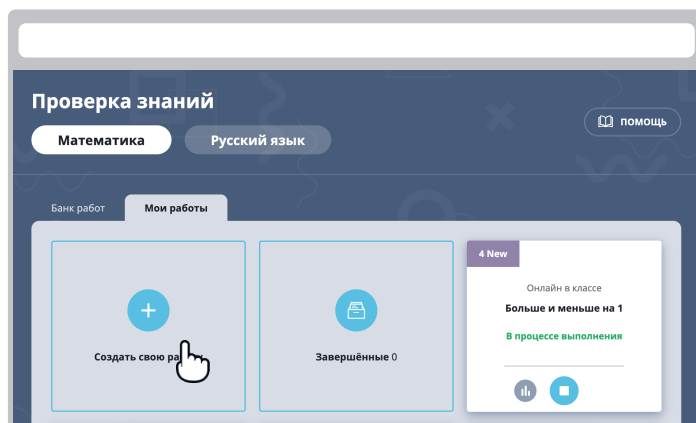 Проверка знаний
Математика
Русский язык
ПОМОЩЬ
Банк работ
Мои работы
4 New
Онлайн в классе
Больше и меньше на 1
В процессе выполнения
Создать свою
Завершённые 0